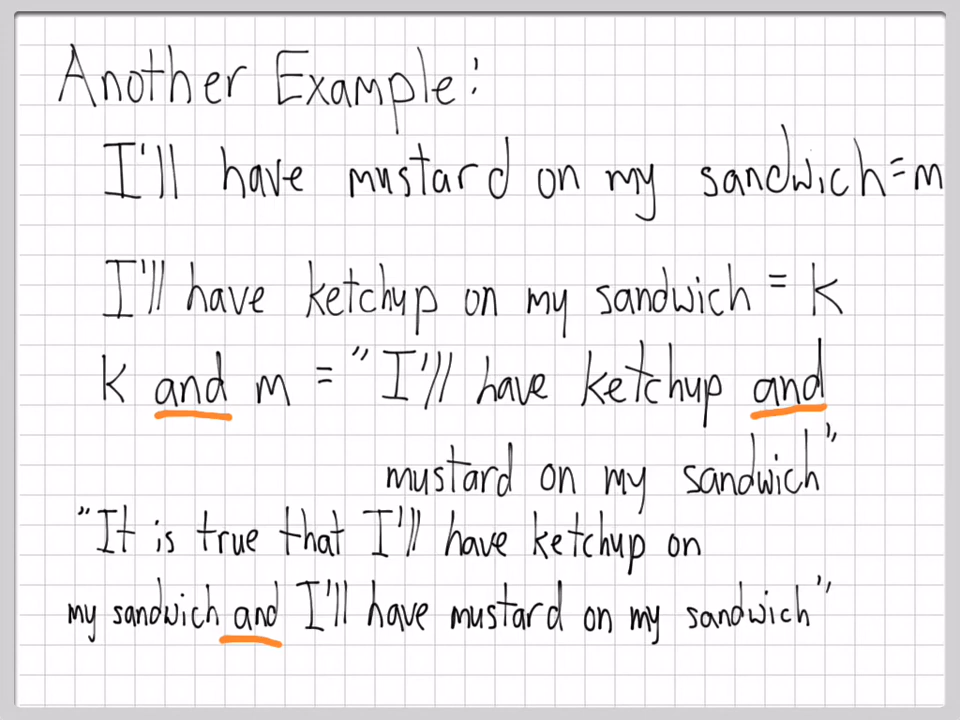 Another Example:
I'll have mustard on my sandwich=m
I'll have ketchup on my sandwich = k
k and m = "I'll have ketchup and
mustard on my sandwich"
"It is true that I'll have ketchup on
my sandwich and I'll have mustard on my sandwich"